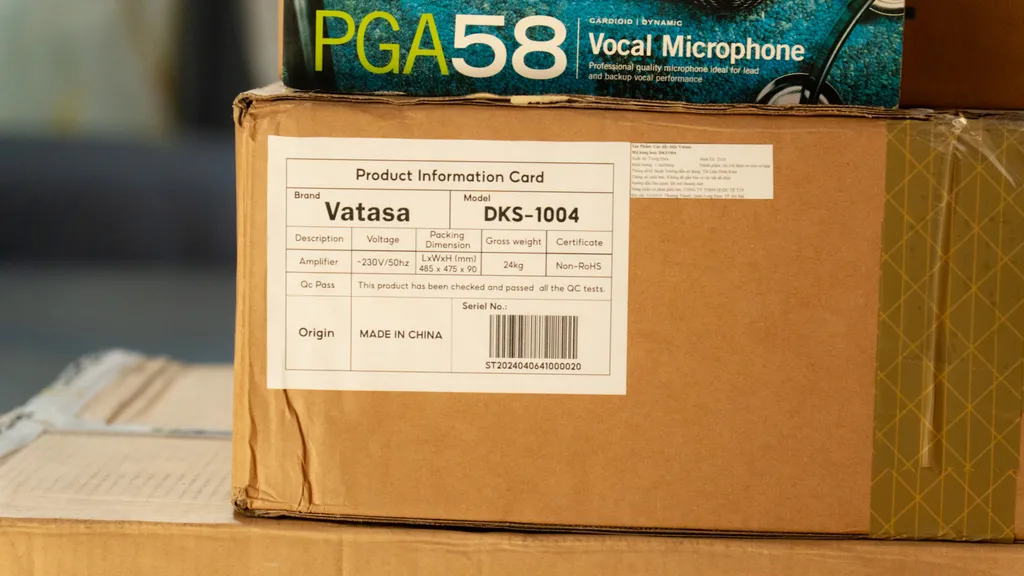 PGA58
CARDIOID | DYNAMIC
Vocal Microphone
Professional quality microphone ideal for lead
and backup vocal performance
Product Information Card
Brand
Vatasa
Model
DKS-1004
Description
Voltage
Packing
Dimension
Gross weight
Certificate
Amplifier
~230V/50hz
LxWxH (mm)
485 x 475 x 90
24kg
Non-RoHS
Qc Pass
This product has been checked and passed all the QC tests.
Origin
MADE IN CHINA
Seriel No.:
ST2024040641000020